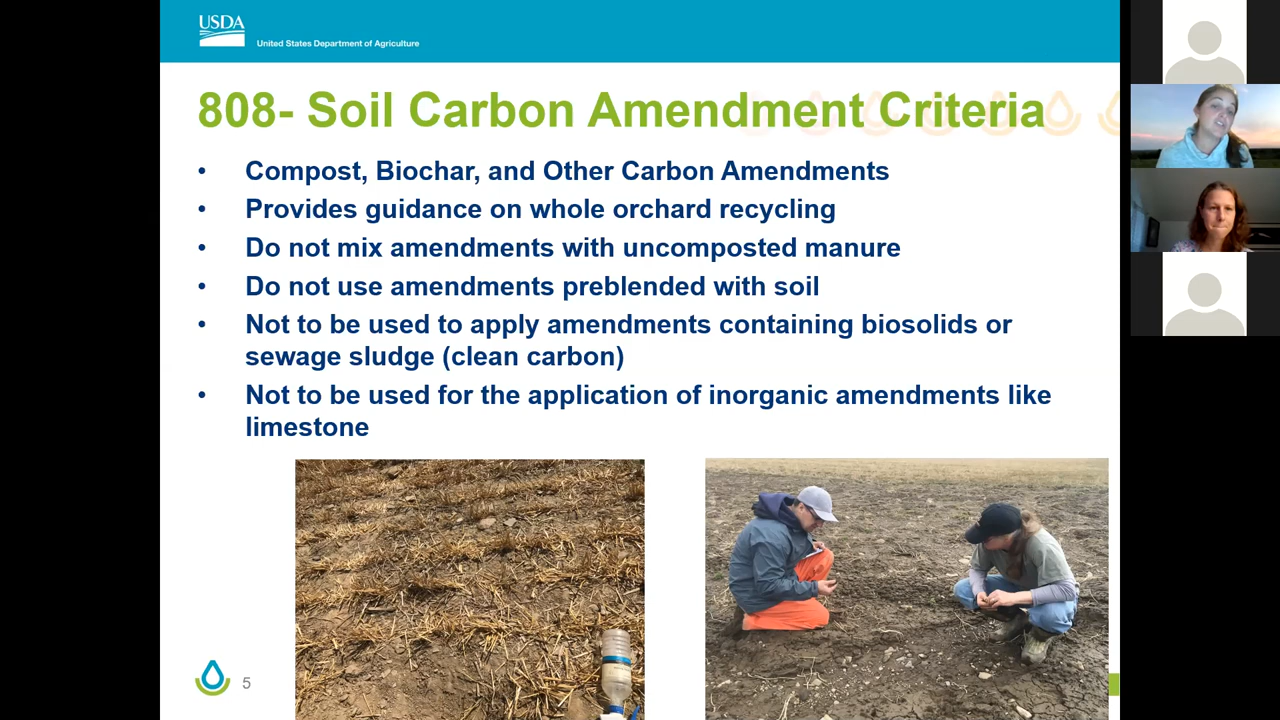 USDA
United States Department of Agriculture
808- Soil Carbon Amendment Criteria
• Compost, Biochar, and Other Carbon Amendments
• Provides guidance on whole orchard recycling
• Do not mix amendments with uncomposted manure
• Do not use amendments preblended with soil
• Not to be used to apply amendments containing biosolids or
sewage sludge (clean carbon)
• Not to be used for the application of inorganic amendments like
limestone
5